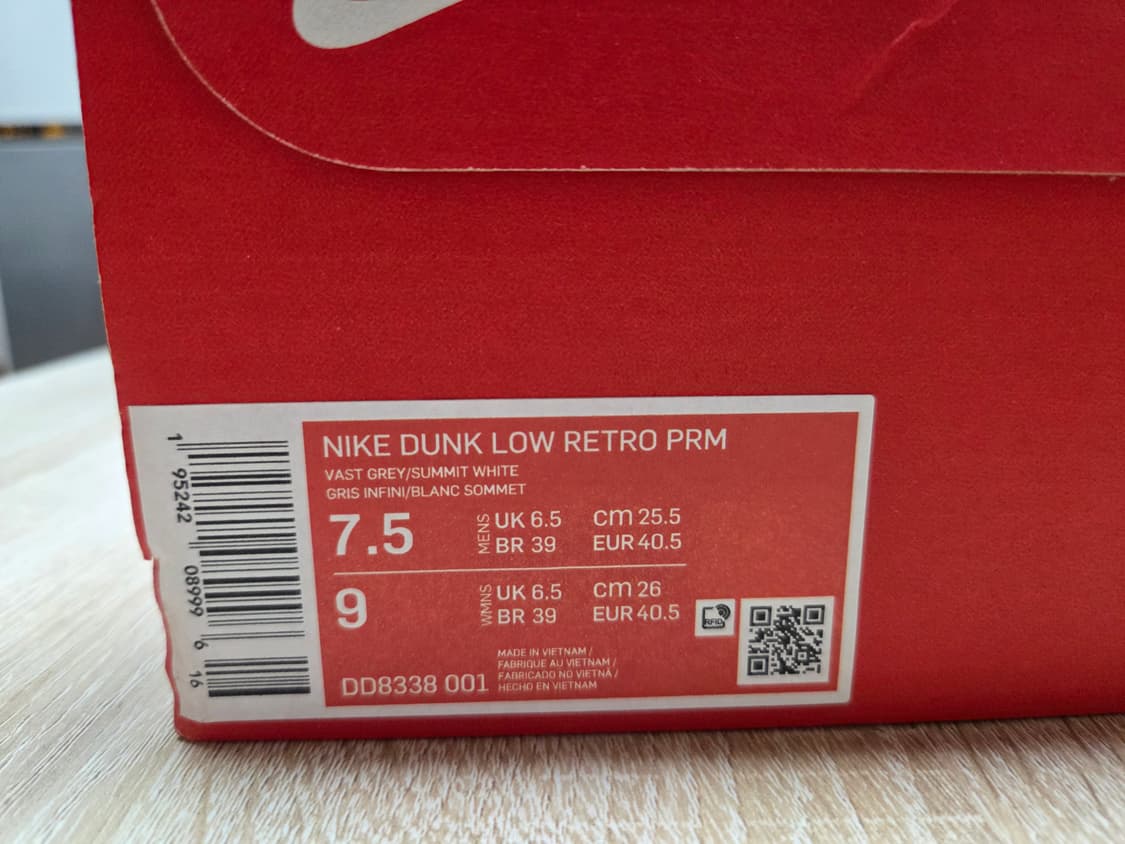 NIKE DUNK LOW RETRO PRM
VAST GREY/SUMMIT WHITE
GRIS INFINI/BLANC SOMMET
7.5 MENS UK 6.5 cm 25.5
BR 39 EUR 40.5
9 WMNS UK 6.5 cm 26
BR 39 EUR 40.5
RFID
MADE IN VIETNAM /
FABRIQUE AU VIETNAM /
FABRICADO NO VIETNÃ /
HECHO EN VIETNAM
DD8338 001
1 95242 08999 6 16